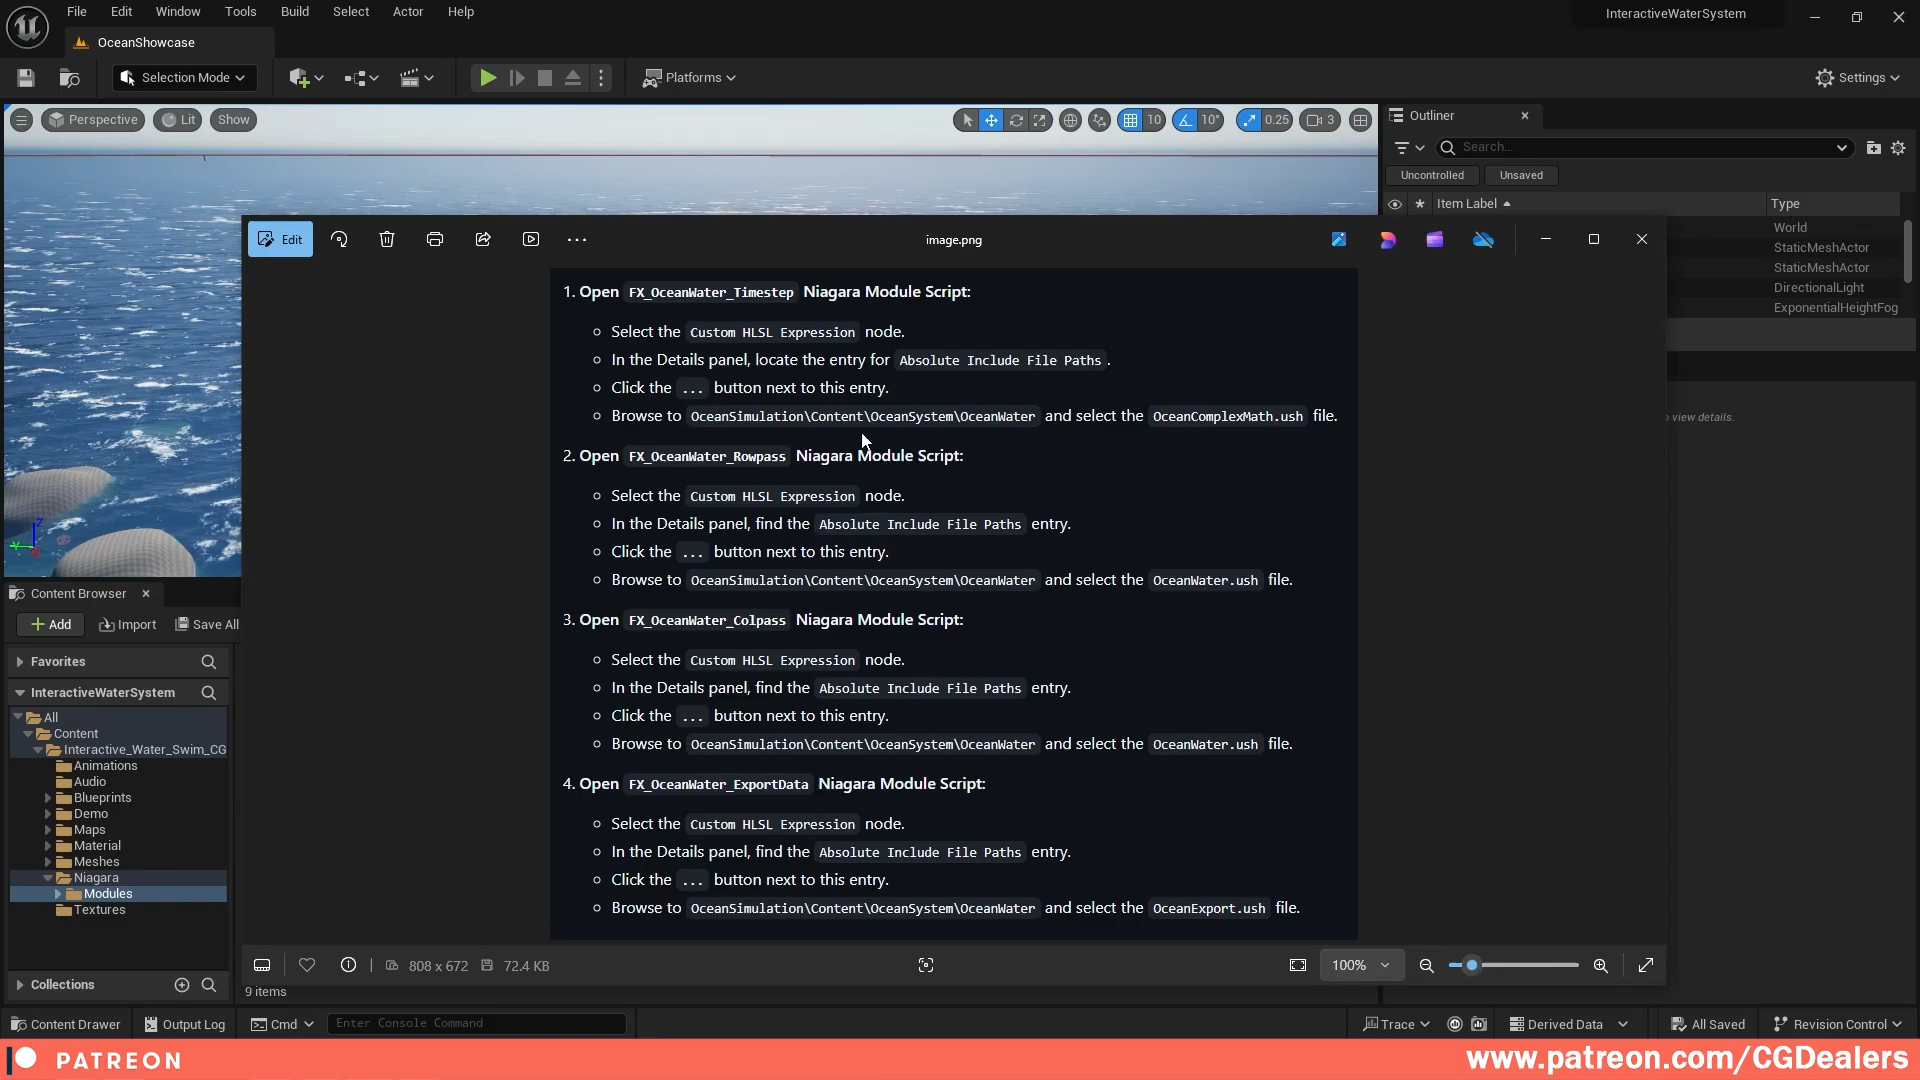 File Edit Window Tools Build Select Actor Help
InteractiveWaterSystem
OceanShowcase
Selection Mode
Platforms
Settings
Perspective Lit Show
10 10° 0.25 3
Outliner
Search...
Uncontrolled Unsaved
Item Label Type
World
StaticMeshActor
StaticMeshActor
DirectionalLight
ExponentialHeightFog
view details.
Edit
image.png
1. Open FX_OceanWater_Timestep Niagara Module Script:
Select the Custom HLSL Expression node.
In the Details panel, locate the entry for Absolute Include File Paths.
Click the ... button next to this entry.
Browse to OceanSimulation\Content\OceanSystem\OceanWater and select the OceanComplexMath.ush file.
2. Open FX_OceanWater_Rowpass Niagara Module Script:
Select the Custom HLSL Expression node.
In the Details panel, find the Absolute Include File Paths entry.
Click the ... button next to this entry.
Browse to OceanSimulation\Content\OceanSystem\OceanWater and select the OceanWater.ush file.
3. Open FX_OceanWater_Colpass Niagara Module Script:
Select the Custom HLSL Expression node.
In the Details panel, find the Absolute Include File Paths entry.
Click the ... button next to this entry.
Browse to OceanSimulation\Content\OceanSystem\OceanWater and select the OceanWater.ush file.
4. Open FX_OceanWater_ExportData Niagara Module Script:
Select the Custom HLSL Expression node.
In the Details panel, find the Absolute Include File Paths entry.
Click the ... button next to this entry.
Browse to OceanSimulation\Content\OceanSystem\OceanWater and select the OceanExport.ush file.
808 x 672 72.4 KB
100%
Content Browser
Add Import Save All
Favorites
InteractiveWaterSystem
All
Content
Interactive_Water_Swim_CG
Animations
Audio
Blueprints
Demo
Maps
Material
Meshes
Niagara
Modules
Textures
Collections
9 items
Content Drawer Output Log Cmd Enter Console Command
Trace Derived Data All Saved Revision Control
PATREON
www.patreon.com/CGDealers